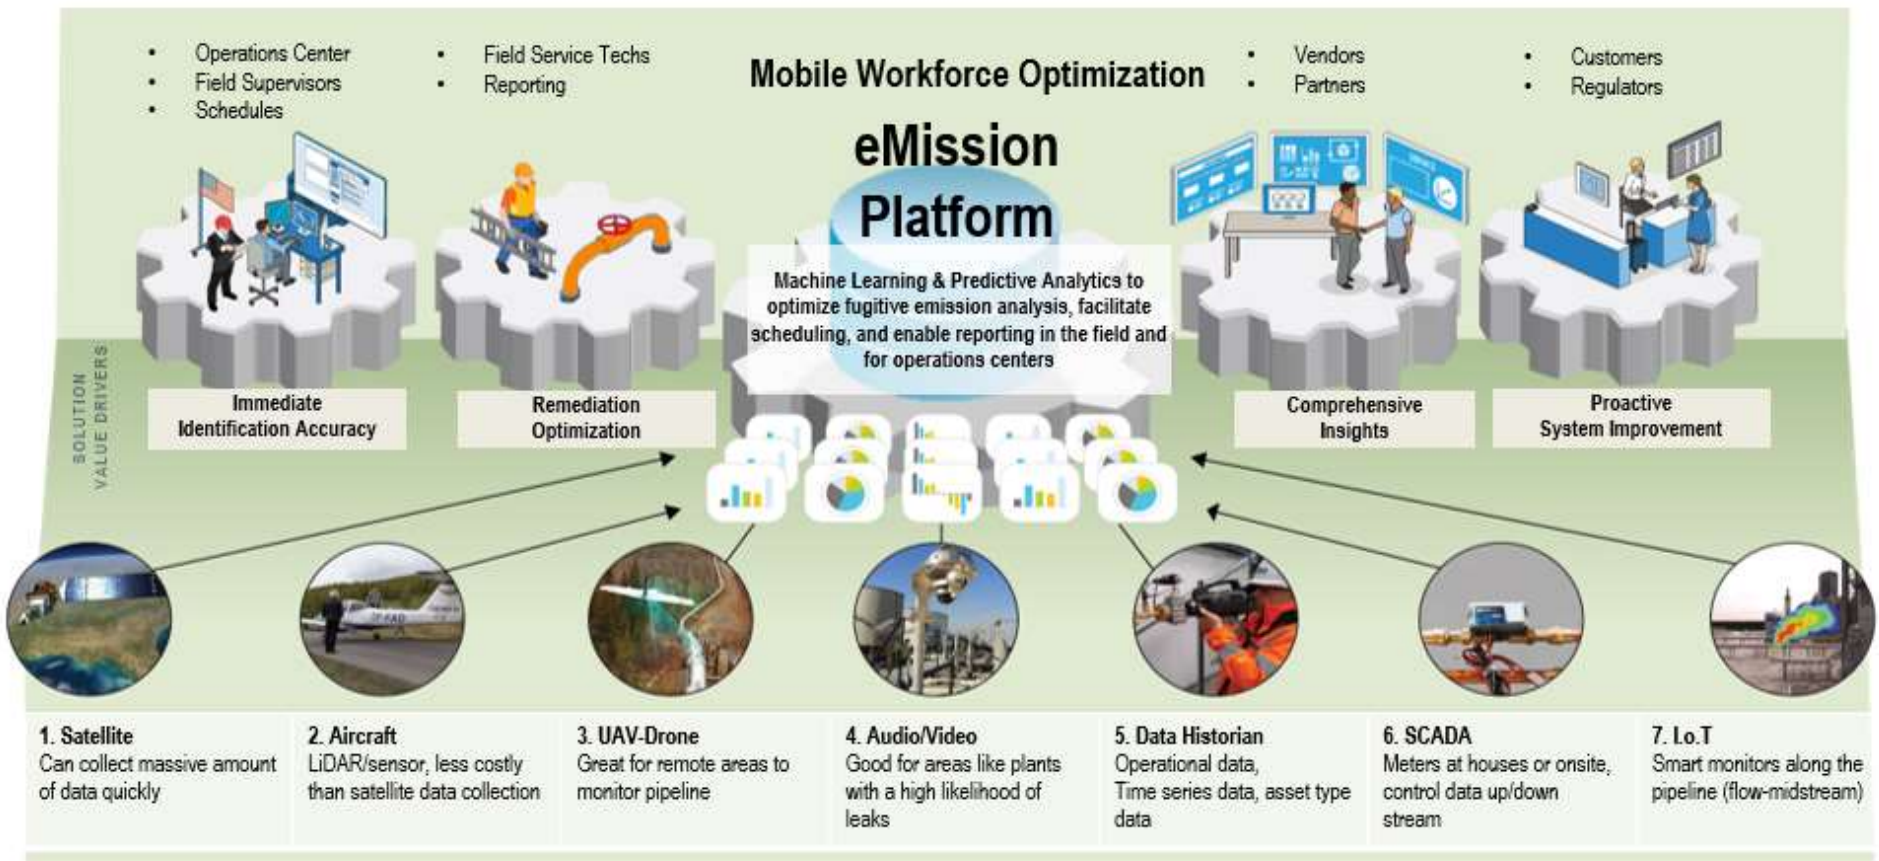 • Operations Center
• Field Supervisors
• Schedules
• Field Service Techs
• Reporting
Mobile Workforce Optimization
• Vendors
• Partners
• Customers
• Regulators
eMission
Platform
Machine Learning & Predictive Analytics to
optimize fugitive emission analysis, facilitate
scheduling, and enable reporting in the field and
for operations centers
SOLUTION
VALUE DRIVERS
Immediate
Identification Accuracy
Remediation
Optimization
Comprehensive
Insights
Proactive
System Improvement
1. Satellite
Can collect massive amount
of data quickly
2. Aircraft
LiDAR/sensor, less costly
than satellite data collection
3. UAV-Drone
Great for remote areas to
monitor pipeline
4. Audio/Video
Good for areas like plants
with a high likelihood of
leaks
5. Data Historian
Operational data,
Time series data, asset type
data
6. SCADA
Meters at houses or onsite,
control data up/down
stream
7. I.o.T
Smart monitors along the
pipeline (flow-midstream)